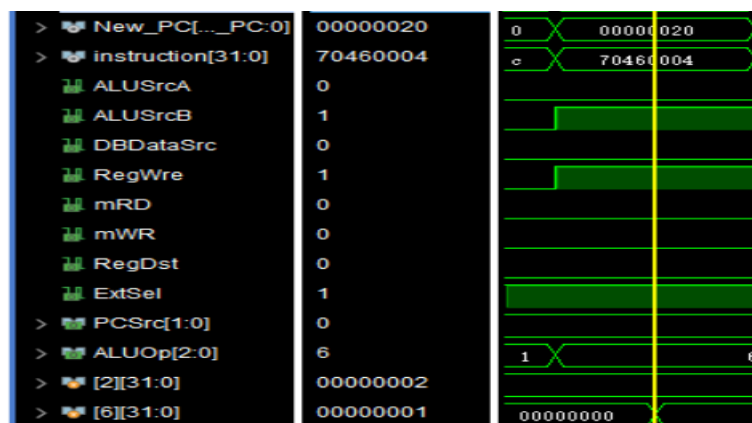 > New_PC[..._PC:0] 00000020 0 00000020
> instruction[31:0] 70460004 c 70460004
ALUSrcA 0
ALUSrcB 1
DBDataSrc 0
RegWre 1
mRD 0
mWR 0
RegDst 0
ExtSel 1
> PCSrc[1:0] 0
> ALUOp[2:0] 6 1 6
> [2][31:0] 00000002
> [6][31:0] 00000001 00000000